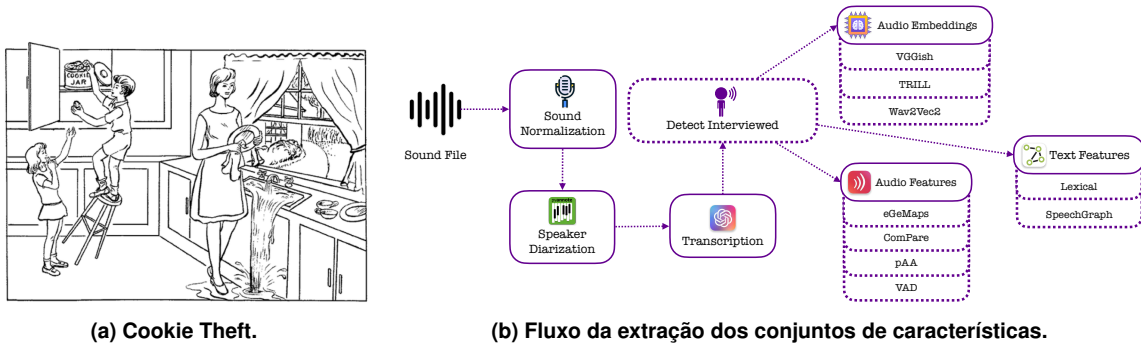 COOKIE
JAR
(a) Cookie Theft.
Sound File
Sound
Normalization
pyannote
Speaker
Diarization
Transcription
Detect Interviewed
Audio Embeddings
VGGish
TRILL
Wav2Vec2
Audio Features
eGeMaps
ComPare
pAA
VAD
Text Features
Lexical
SpeechGraph
(b) Fluxo da extração dos conjuntos de características.